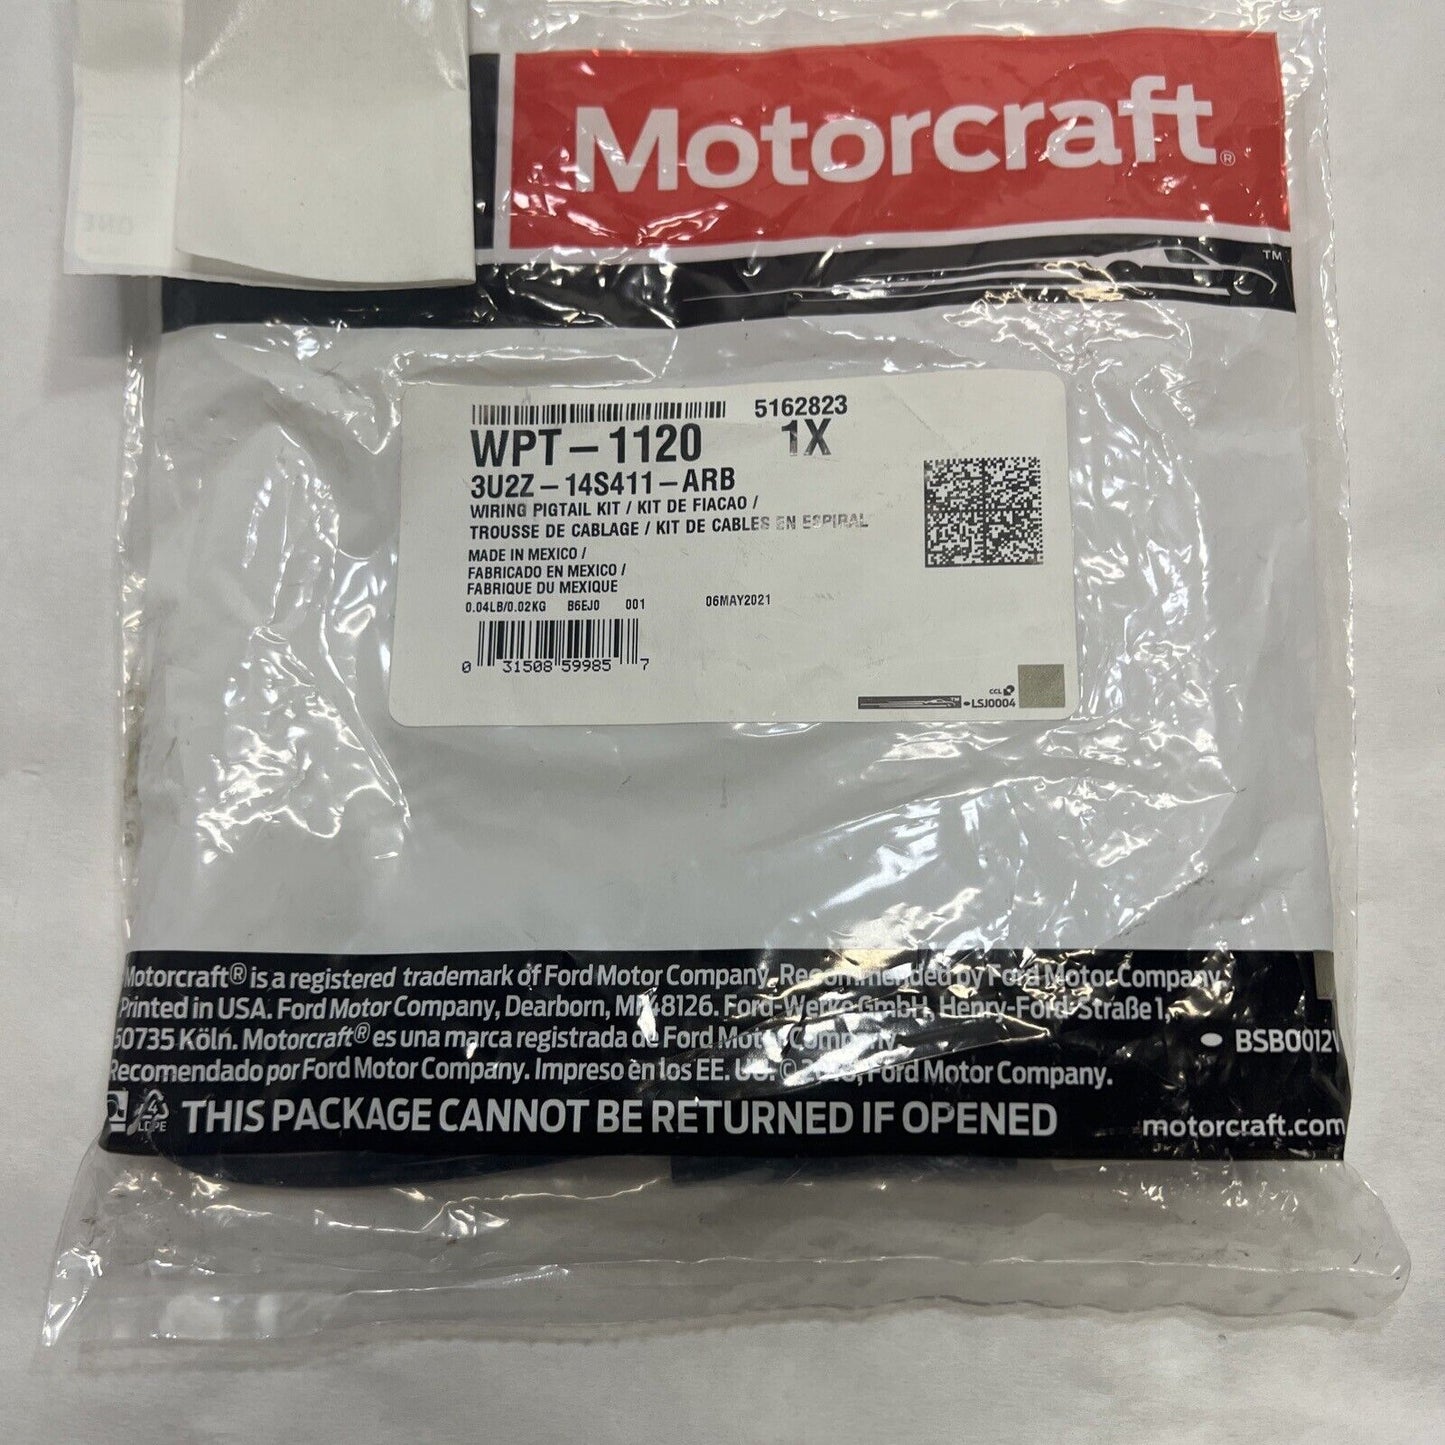 Motorcraft®
TM
5162823
WPT-1120 1X
3U2Z-14S411-ARB
WIRING PIGTAIL KIT / KIT DE FIACAO /
TROUSSE DE CABLAGE / KIT DE CABLES EN ESPIRAL
MADE IN MEXICO /
FABRICADO EN MEXICO /
FABRIQUE DU MEXIQUE
0.04LB/0.02KG B6EJ0 001 06MAY2021
0 31508 59985 7
CCL
LSJ0004
Motorcraft® is a registered trademark of Ford Motor Company. Recommended by Ford Motor Company.
Printed in USA. Ford Motor Company, Dearborn, MI 48126. Ford-Werke GmbH, Henry-Ford-Straße 1,
50735 Köln. Motorcraft® es una marca registrada de Ford Motor Company.
BSB0012
Recomendado por Ford Motor Company. Impreso en los EE. UU. © Ford Motor Company.
4
LDPE
THIS PACKAGE CANNOT BE RETURNED IF OPENED
motorcraft.com